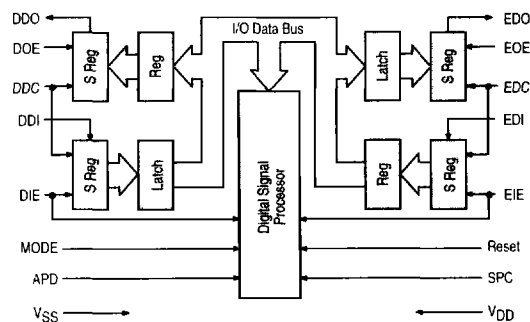 DDO
S Reg
Reg
I/O Data Bus
Latch
S Reg
EDO
DOE
EOE
DDC
EDC
DDI
EDI
S Reg
Latch
Digital Signal
Processor
Reg
S Reg
DIE
EIE
MODE
Reset
APD
SPC
VSS
VDD